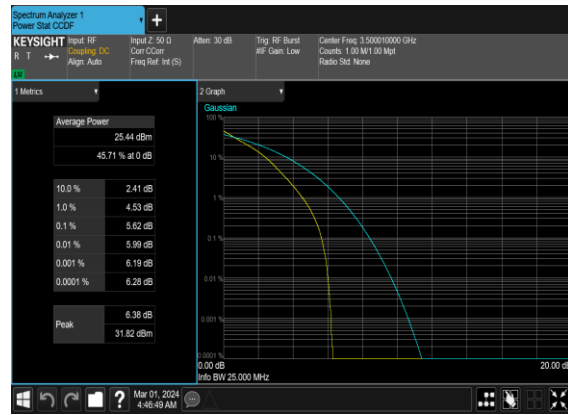 Spectrum Analyzer 1
Power Stat CCDF
KEYSIGHT
R T
LXI
Input: RF
Coupling: DC
Align: Auto
Input Z: 50 Ω
Corr CCorr
Freq Ref: Int (S)
Atten: 30 dB
Trig: RF Burst
#IF Gain: Low
Center Freq: 3.500010000 GHz
Counts: 1.00 M/1.00 Mpt
Radio Std: None
1 Metrics
Average Power
25.44 dBm
45.71 % at 0 dB
10.0 % 2.41 dB
1.0 % 4.53 dB
0.1 % 5.62 dB
0.01 % 5.99 dB
0.001 % 6.19 dB
0.0001 % 6.28 dB
Peak 6.38 dB
31.82 dBm
2 Graph
Gaussian
100 %
10 %
1 %
0.1 %
0.01 %
0.001 %
0.0001 %
0.00 dB 20.00 dB
Info BW 25.000 MHz
Mar 01, 2024
4:46:49 AM